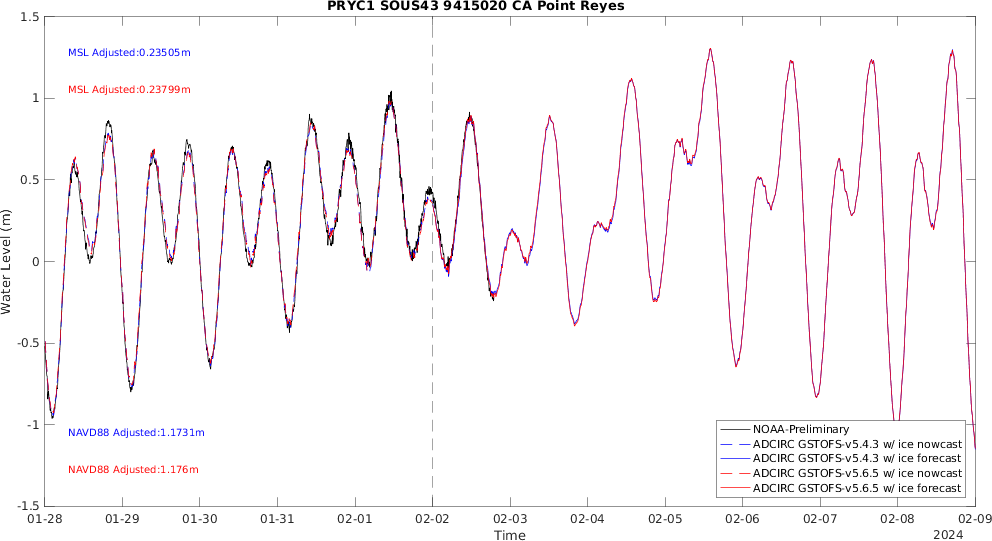 PRYC1 SOUS43 9415020 CA Point Reyes
1.5
MSL Adjusted:0.23505m
MSL Adjusted:0.23799m
1
0.5
0
-0.5
-1
-1.5
Water Level (m)
NAVD88 Adjusted:1.1731m
NAVD88 Adjusted:1.176m
NOAA-Preliminary
ADCIRC GSTOFS-v5.4.3 w/ ice nowcast
ADCIRC GSTOFS-v5.4.3 w/ ice forecast
ADCIRC GSTOFS-v5.6.5 w/ ice nowcast
ADCIRC GSTOFS-v5.6.5 w/ ice forecast
01-28 01-29 01-30 01-31 02-01 02-02 02-03 02-04 02-05 02-06 02-07 02-08 02-09
Time
2024